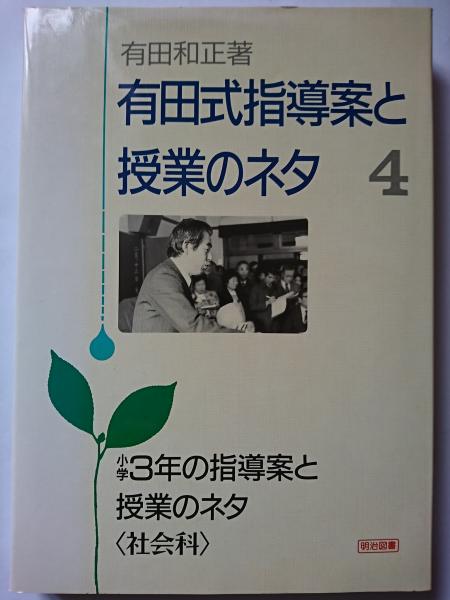 有田和正著
有田式指導案と
授業のネタ 4
小学3年の指導案と
授業のネタ
〈社会科〉
明治図書